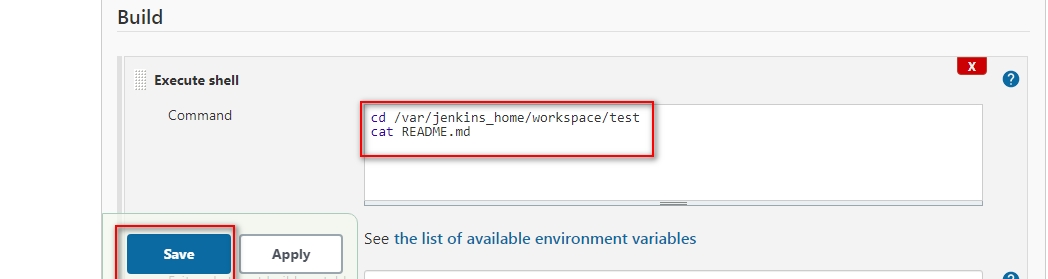 Build
Execute shell
X
?
Command
cd /var/jenkins_home/workspace/test
cat README.md
Save
Apply
See the list of available environment variables